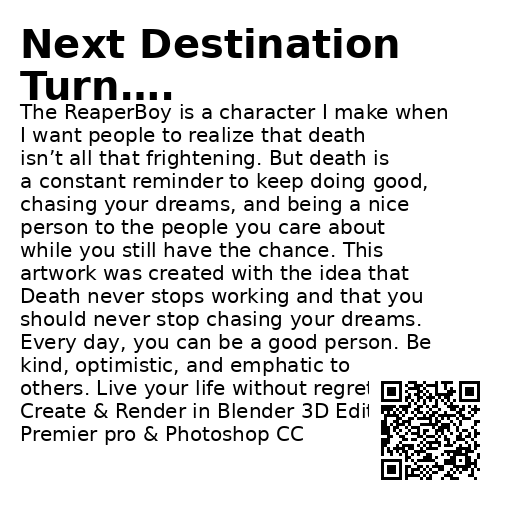 Next Destination
Turn....
The ReaperBoy is a character I make when
I want people to realize that death
isn’t all that frightening. But death is
a constant reminder to keep doing good,
chasing your dreams, and being a nice
person to the people you care about
while you still have the chance. This
artwork was created with the idea that
Death never stops working and that you
should never stop chasing your dreams.
Every day, you can be a good person. Be
kind, optimistic, and emphatic to
others. Live your life without
Create & Render in Blender 3D
Premier pro & Photoshop CC